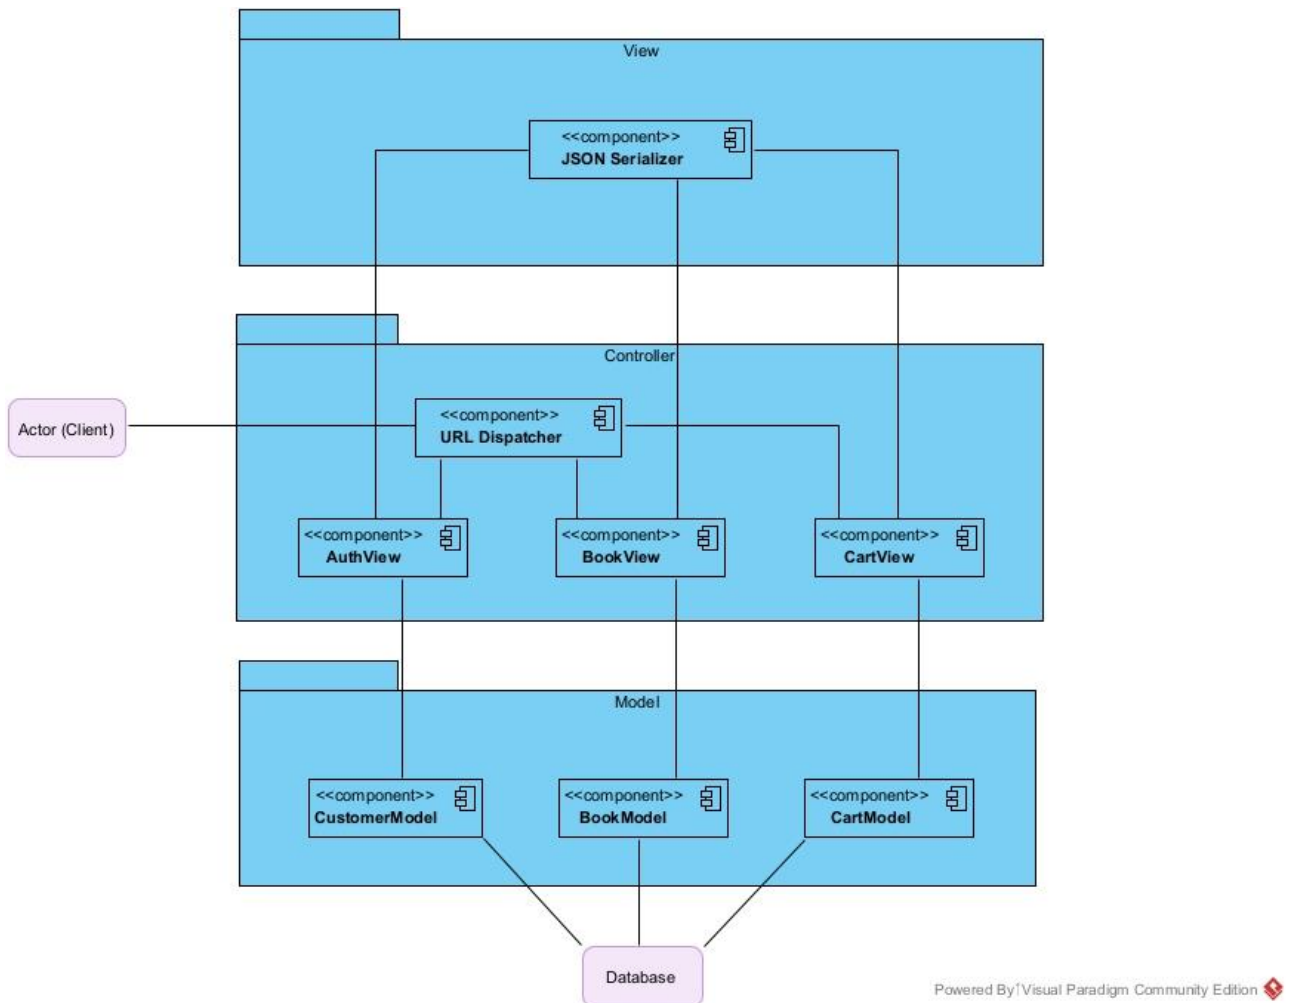 View
<<component>>
JSON Serializer
Controller
Actor (Client)
<<component>>
URL Dispatcher
<<component>>
AuthView
<<component>>
BookView
<<component>>
CartView
Model
<<component>>
CustomerModel
<<component>>
BookModel
<<component>>
CartModel
Database
Powered By Visual Paradigm Community Edition